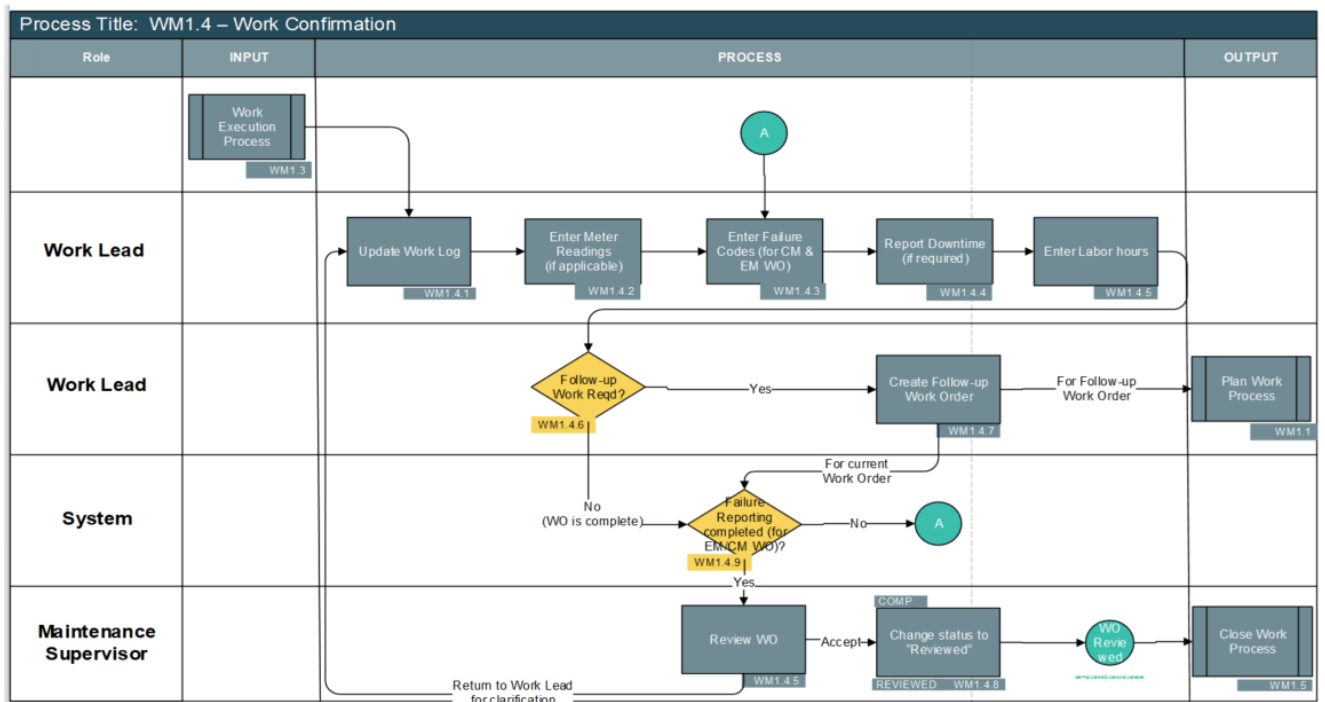 Process Title: WM1.4 – Work Confirmation
Role
INPUT
PROCESS
OUTPUT
Work
Execution
Process
WM1.3
A
Work Lead
Update Work Log
WM1.4.1
Enter Meter
Readings
(if applicable)
WM1.4.2
Enter Failure
Codes (for CM &
EM WO)
WM1.4.3
Report Downtime
(if required)
WM1.4.4
Enter Labor hours
WM1.4.5
Work Lead
Follow-up
Work Reqd?
WM1.4.6
Yes
Create Follow-up
Work Order
WM1.4.7
For Follow-up
Work Order
Plan Work
Process
WM1.1
System
No
(WO is complete)
For current
Work Order
Failure
Reporting
completed (for
EM/CM WO)?
WM1.4.9
No
A
Yes
Maintenance
Supervisor
Review WO
WM1.4.5
Accept
COMP
Change status to
"Reviewed"
REVIEWED WM1.4.8
WO
Revie
wed
Close Work
Process
WM1.5
Return to Work Lead
for clarification